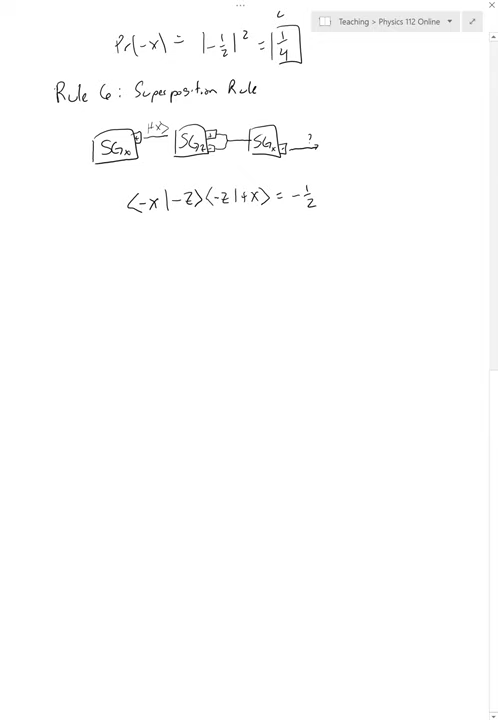 Teaching > Physics 112 Online
Pr(-x) = |-1/2|² = 1/4
Rule 6: Superposition Rule
SGx + |+x> SGz + - SGx - ?
<-x|-z><-z|+x> = -1/2